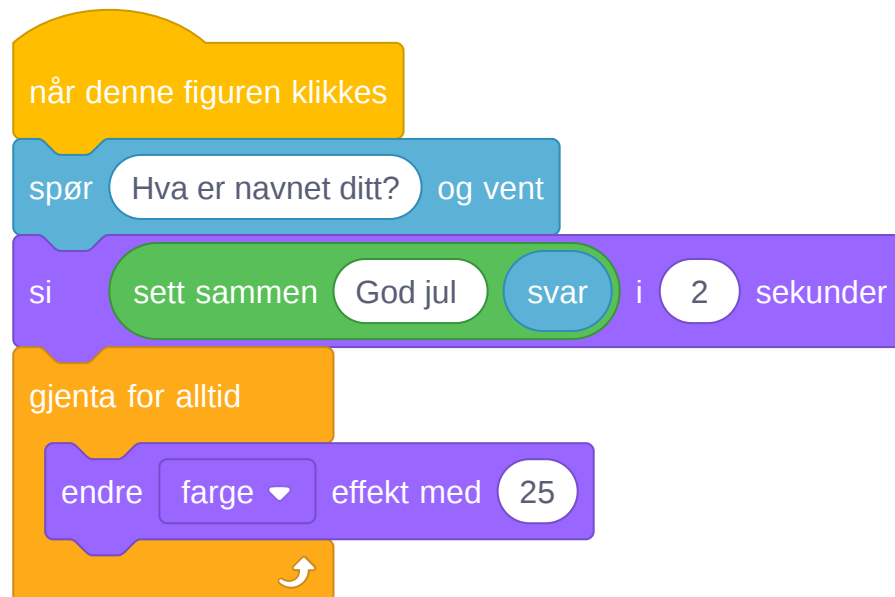 når denne figuren klikkes
spør Hva er navnet ditt? og vent
si sett sammen God jul svar i 2 sekunder
gjenta for alltid
endre farge effekt med 25